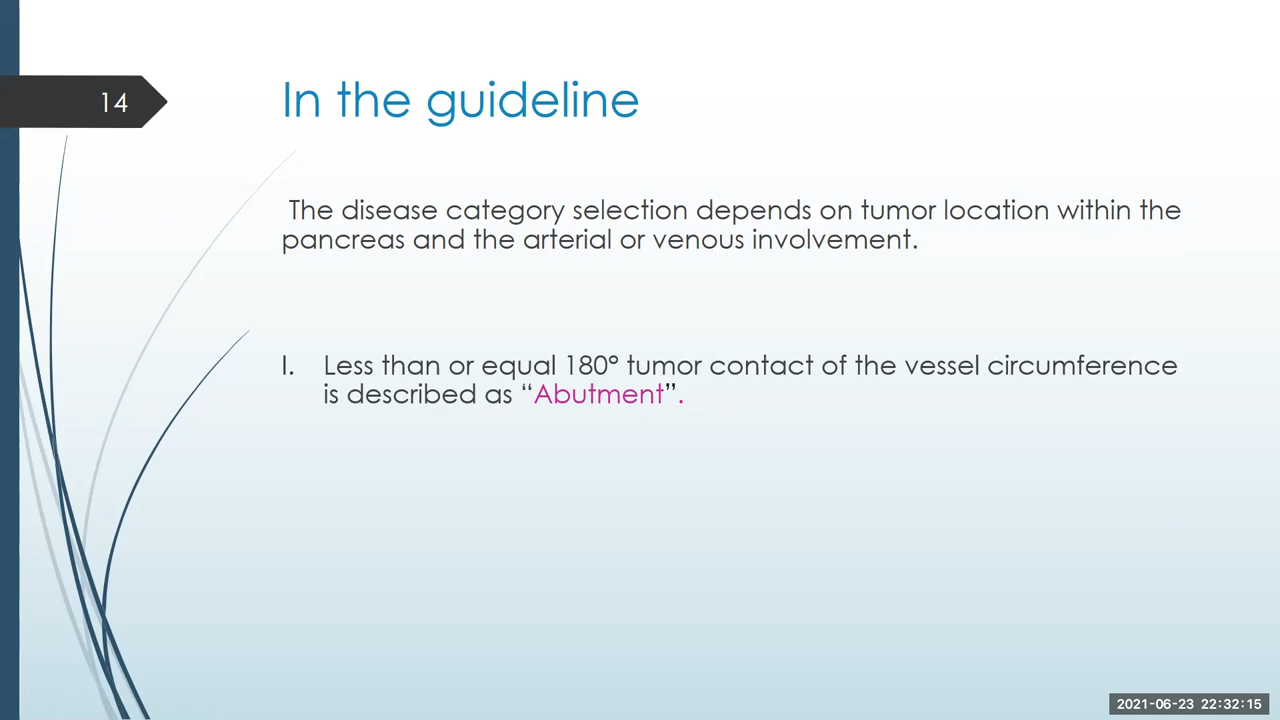 14
In the guideline
The disease category selection depends on tumor location within the
pancreas and the arterial or venous involvement.
I. Less than or equal 180° tumor contact of the vessel circumference
is described as “Abutment”.
2021-06-23 22:32:15